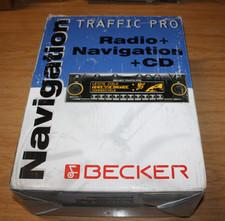 TRAFFIC PRO
Radio+
Navigation
+CD
Navigation
BECKER